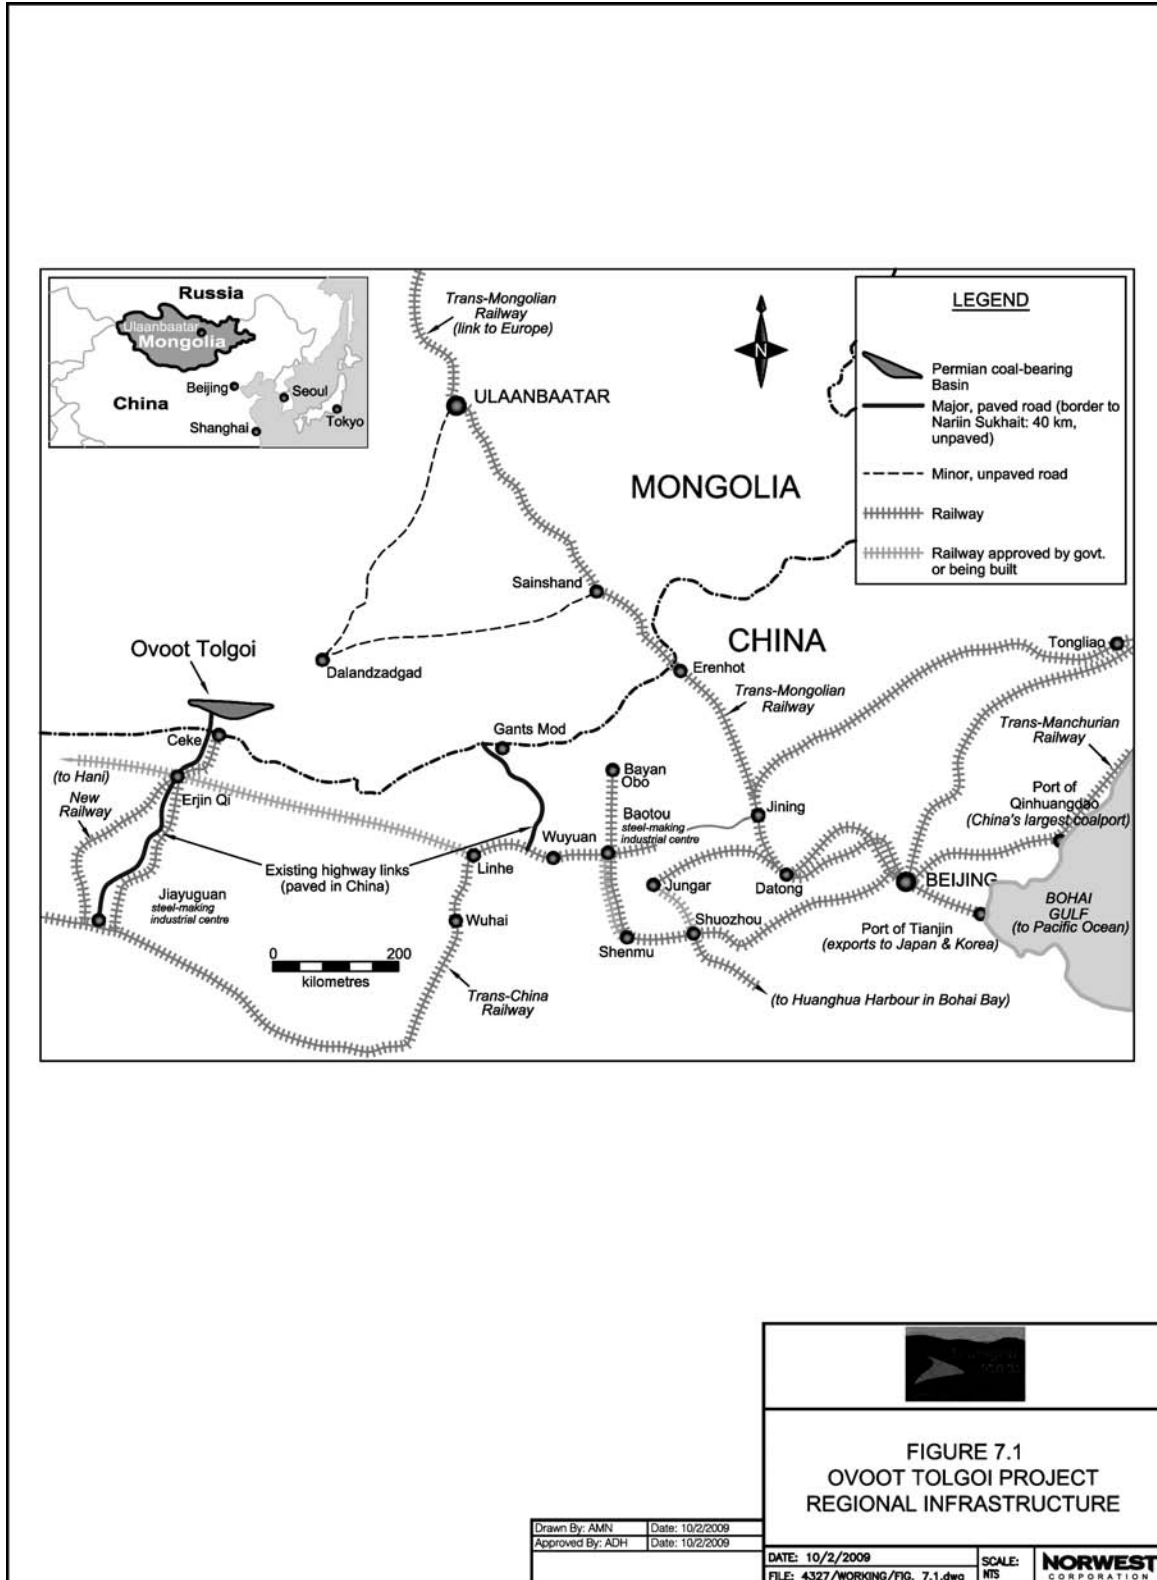 Russia
Ulaanbaatar
Mongolia
Beijing
Seoul
China
Tokyo
Shanghai
Trans-Mongolian
Railway
(link to Europe)
N
LEGEND
Permian coal-bearing
Basin
Major, paved road (border to
Nariin Sukhait: 40 km,
unpaved)
Minor, unpaved road
Railway
Railway approved by govt.
or being built
ULAANBAATAR
MONGOLIA
Sainshand
CHINA
Tongliao
Ovoot Tolgoi
Dalandzadgad
Erenhot
Trans-Mongolian
Railway
Trans-Manchurian
Railway
Ceke
Gants Mod
(to Hani)
New
Railway
Erjin Qi
Bayan
Obo
Baotou
steel-making
industrial centre
Jining
Port of
Qinhuangdao
(China's largest coalport)
Wuyuan
Existing highway links
(paved in China)
Linhe
Jungar
Datong
BEIJING
Jiayuguan
steel-making
industrial centre
Wuhai
Shuozhou
BOHAI
GULF
(to Pacific Ocean)
Port of Tianjin
(exports to Japan & Korea)
Shenmu
0 200
kilometres
Trans-China
Railway
(to Huanghua Harbour in Bohai Bay)
FIGURE 7.1
OVOOT TOLGOI PROJECT
REGIONAL INFRASTRUCTURE
Drawn By: AMN Date: 10/2/2009
Approved By: ADH Date: 10/2/2009
DATE: 10/2/2009
FILE: 4327/WORKING/FIG. 7.1.dwg
SCALE:
NTS
NORWEST
CORPORATION